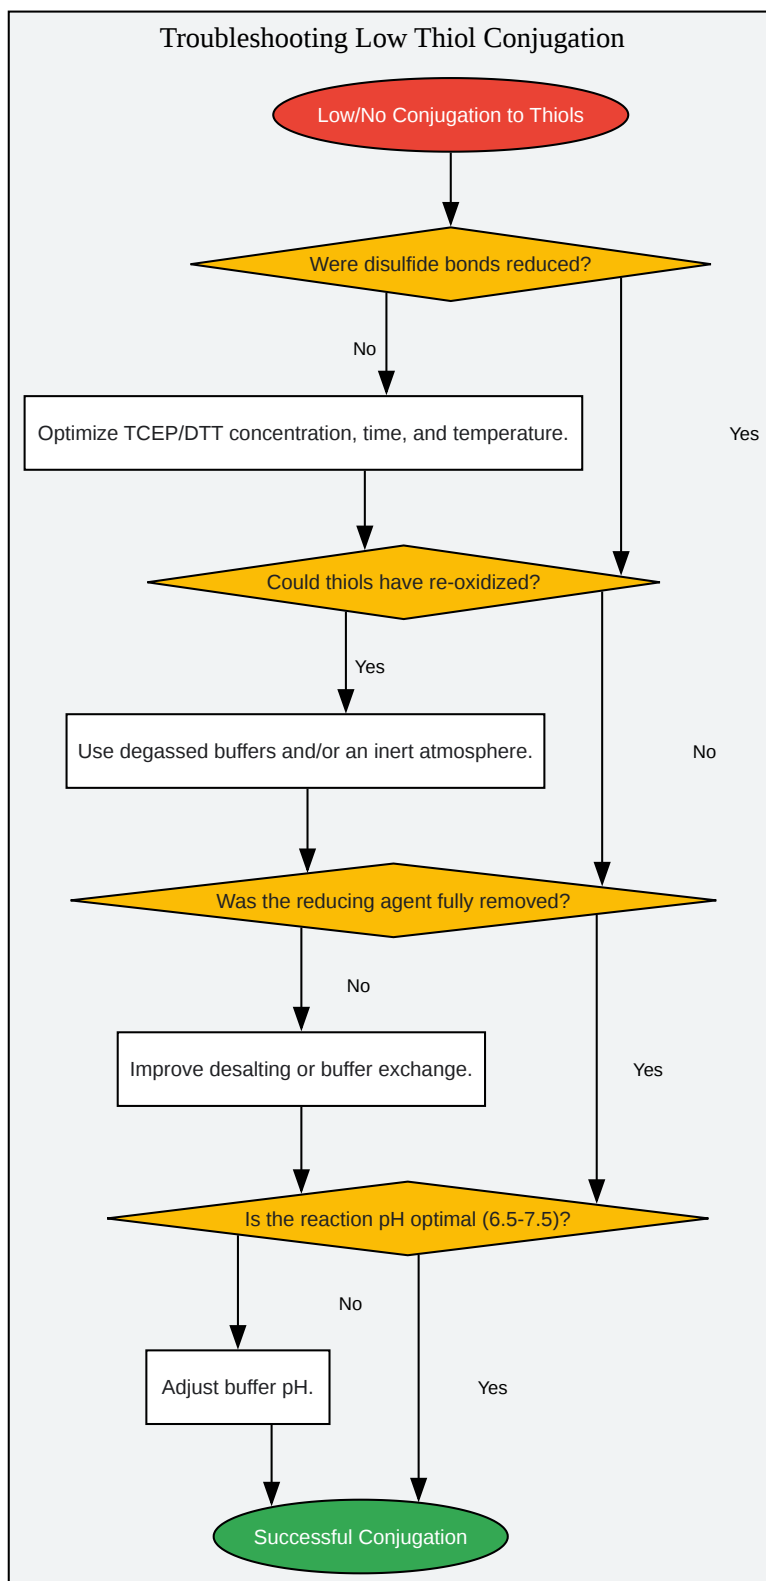 Troubleshooting Low Thiol Conjugation
Low/No Conjugation to Thiols
Were disulfide bonds reduced?
No
Optimize TCEP/DTT concentration, time, and temperature.
Yes
Could thiols have re-oxidized?
Yes
Use degassed buffers and/or an inert atmosphere.
No
Was the reducing agent fully removed?
No
Improve desalting or buffer exchange.
Yes
Is the reaction pH optimal (6.5-7.5)?
No
Adjust buffer pH.
Yes
Successful Conjugation